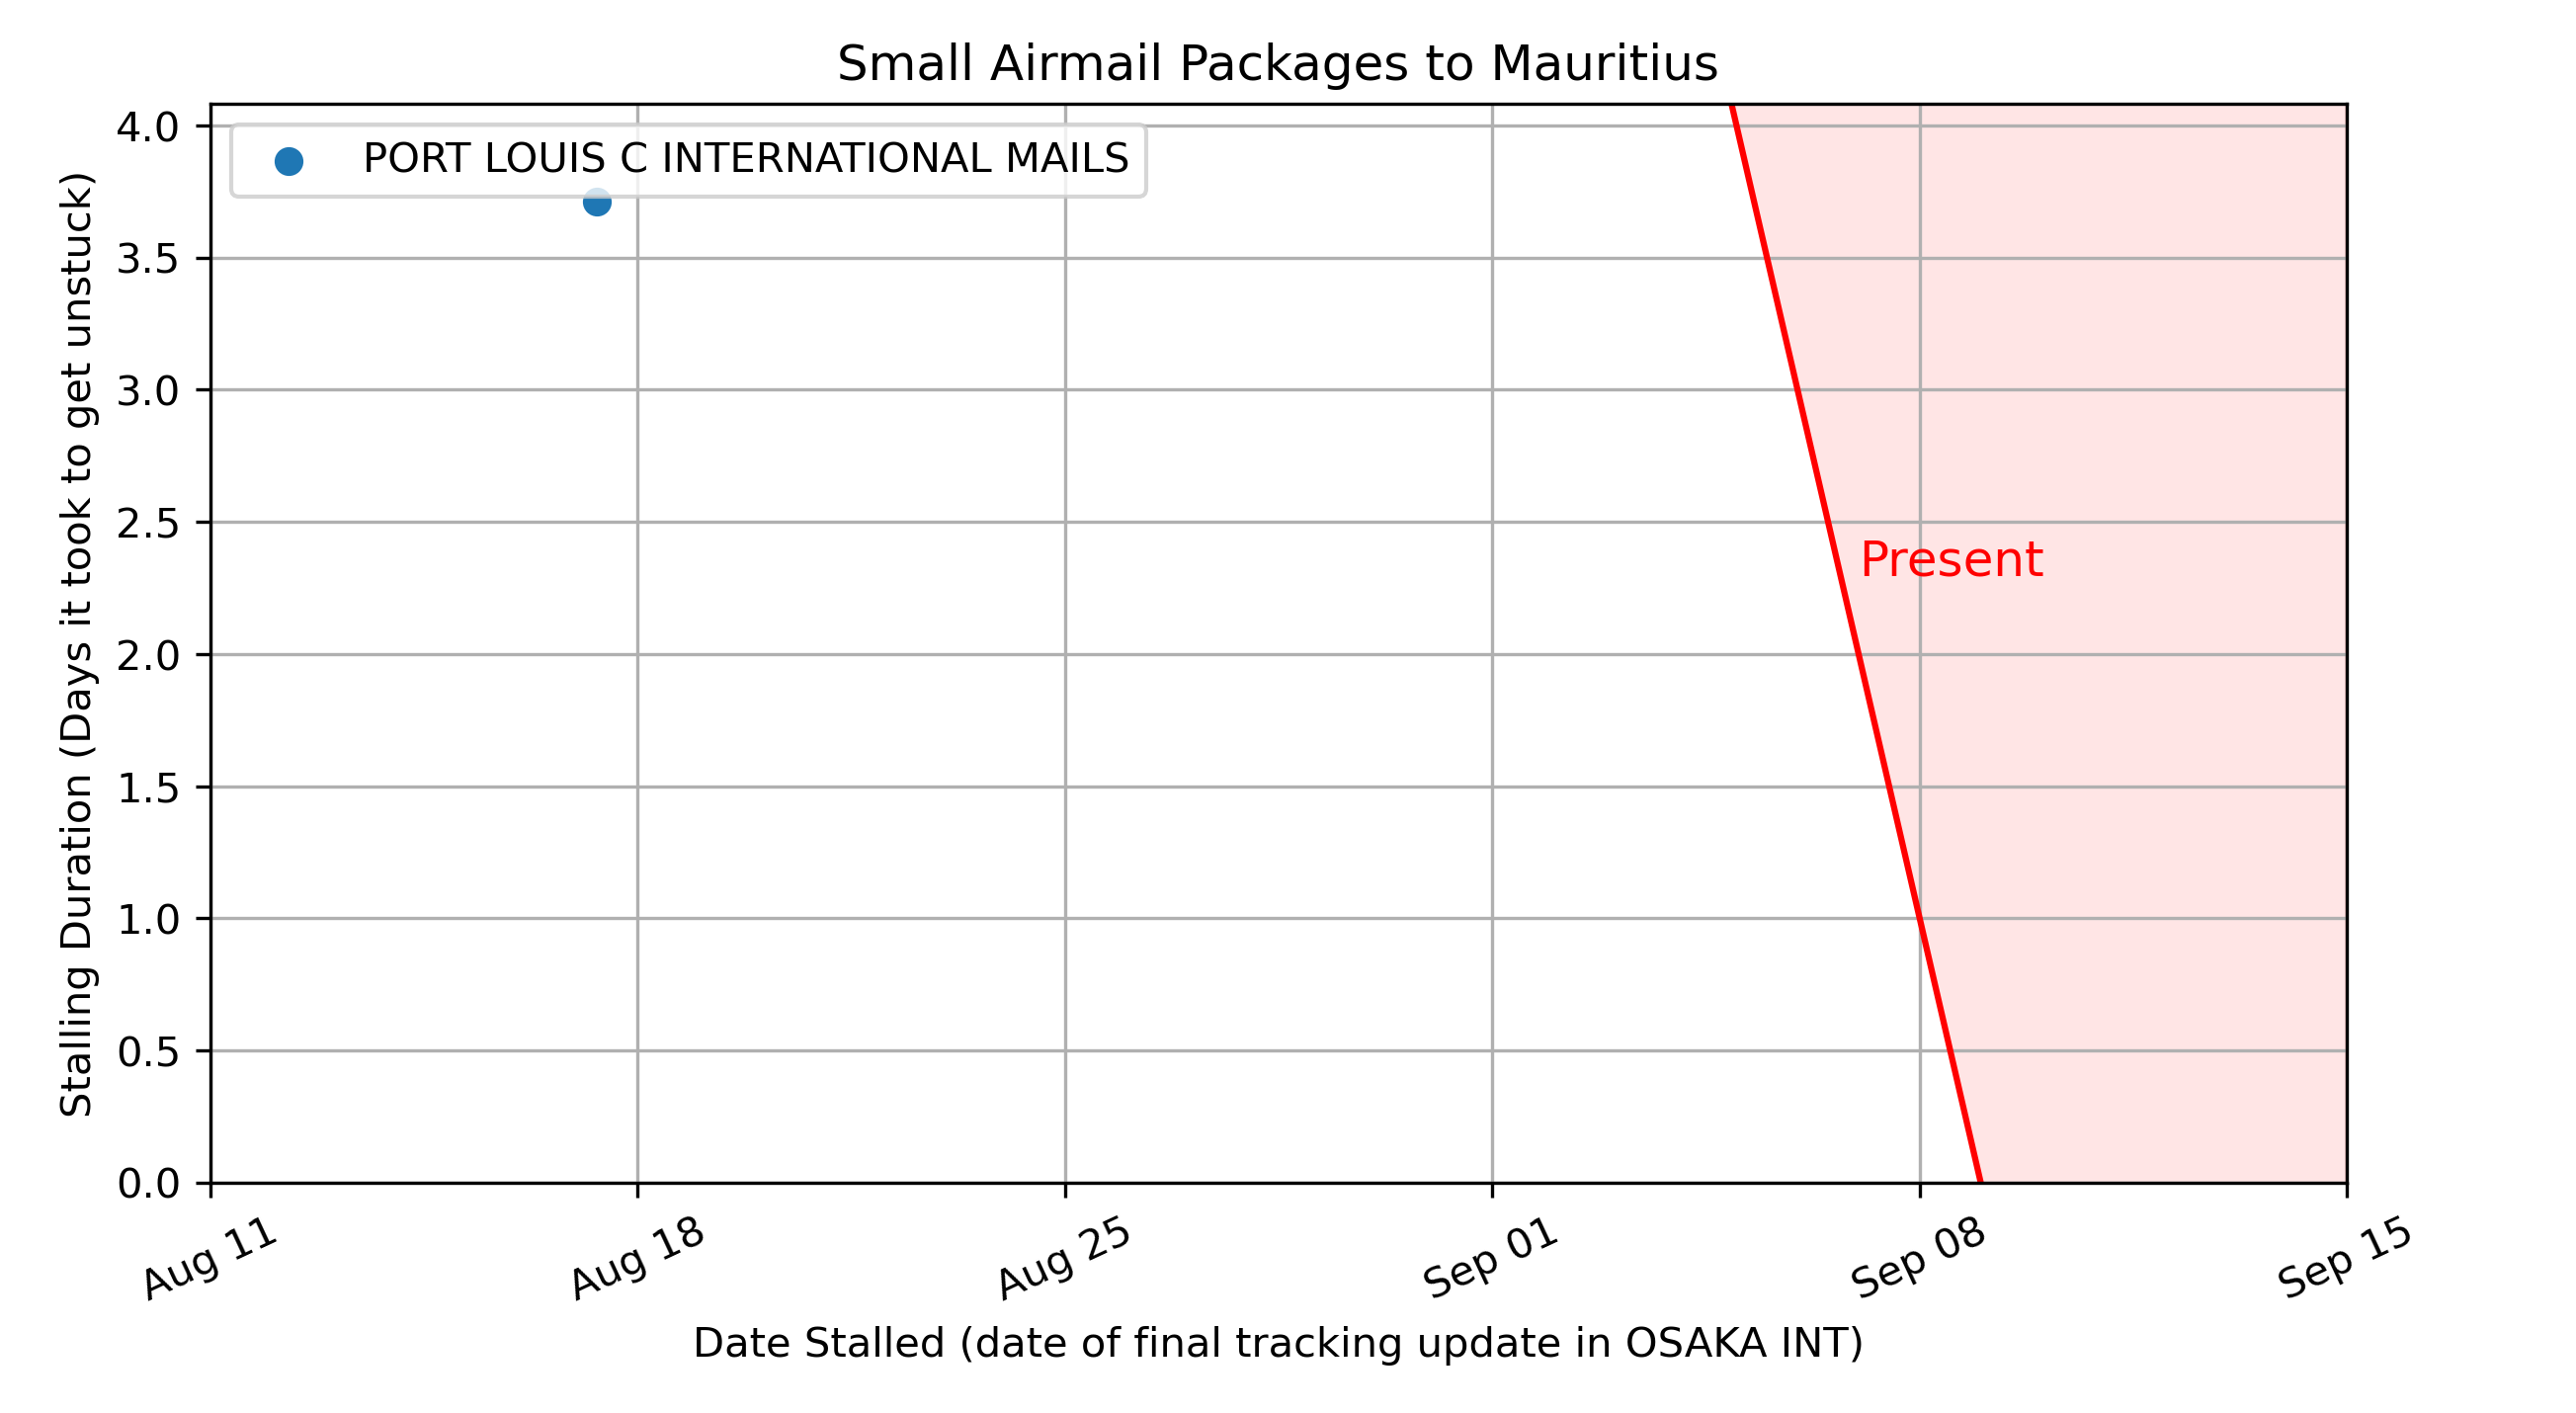 Small Airmail Packages to Mauritius
PORT LOUIS C INTERNATIONAL MAILS
Stalling Duration (Days it took to get unstuck)
4.0
3.5
3.0
2.5
2.0
1.5
1.0
0.5
0.0
Present
Aug 11
Aug 18
Aug 25
Sep 01
Sep 08
Sep 15
Date Stalled (date of final tracking update in OSAKA INT)